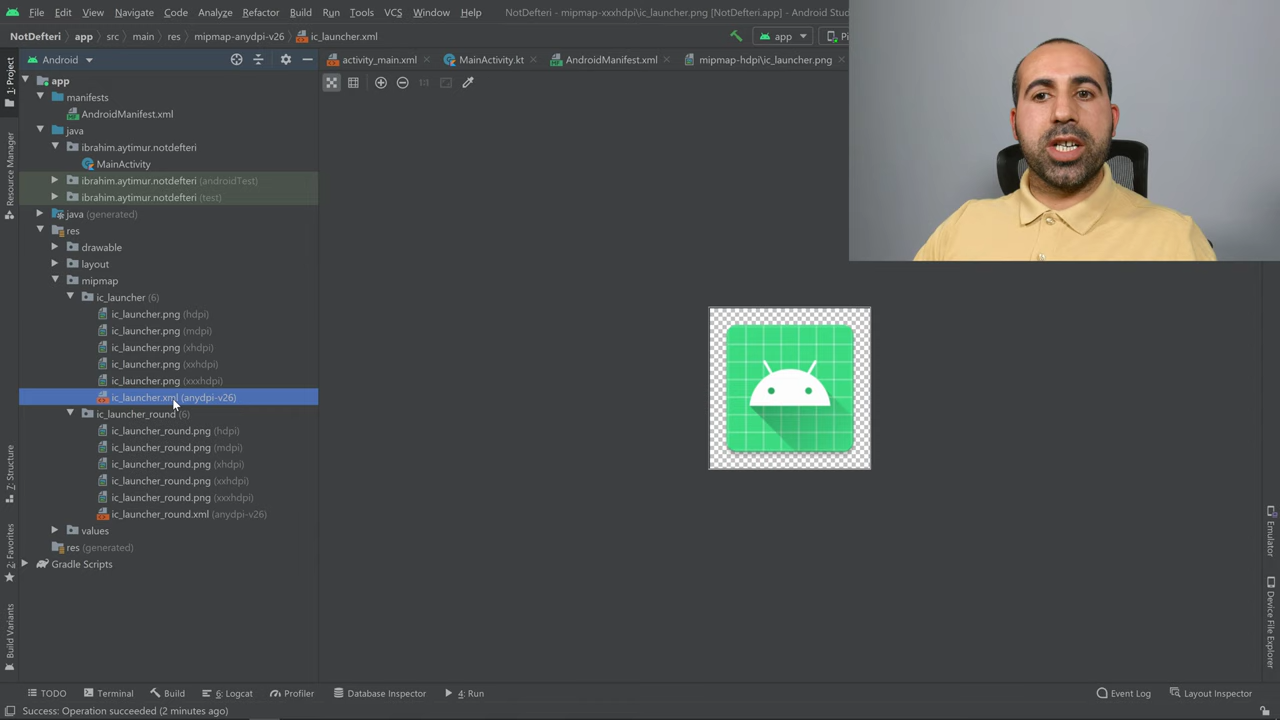 File Edit View Navigate Code Analyze Refactor Build Run Tools VCS Window Help NotDefteri - mipmap-xxxhdpi\ic_launcher.png [NotDefteri.app] - Android Stud
NotDefteri app src main res mipmap-anydpi-v26 ic_launcher.xml app Pi
1: Project
Resource Manager
7: Structure
2: Favorites
Build Variants
Android
activity_main.xml MainActivity.kt AndroidManifest.xml mipmap-hdpi\ic_launcher.png
1:1
app
manifests
AndroidManifest.xml
java
ibrahim.aytimur.notdefteri
MainActivity
ibrahim.aytimur.notdefteri (androidTest)
ibrahim.aytimur.notdefteri (test)
java (generated)
res
drawable
layout
mipmap
ic_launcher (6)
ic_launcher.png (hdpi)
ic_launcher.png (mdpi)
ic_launcher.png (xhdpi)
ic_launcher.png (xxhdpi)
ic_launcher.png (xxxhdpi)
ic_launcher.xml (anydpi-v26)
ic_launcher_round (6)
ic_launcher_round.png (hdpi)
ic_launcher_round.png (mdpi)
ic_launcher_round.png (xhdpi)
ic_launcher_round.png (xxhdpi)
ic_launcher_round.png (xxxhdpi)
ic_launcher_round.xml (anydpi-v26)
values
res (generated)
Gradle Scripts
Emulator
Device File Explorer
TODO Terminal Build 6: Logcat Profiler Database Inspector 4: Run Event Log Layout Inspector
Success: Operation succeeded (2 minutes ago)